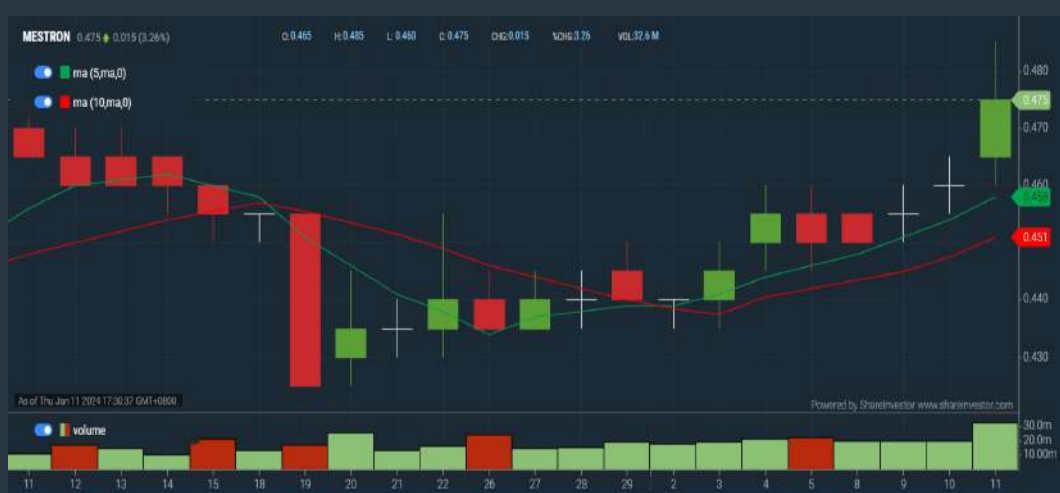 MESTRON 0.475 0.015 (3.26%) O: 0.465 H: 0.485 L: 0.460 C: 0.475 CHG: 0.015 %CHG: 3.26 VOL: 32.6 M
ma (5,ma,0)
ma (10,ma,0)
0.480
0.475
0.470
0.460
0.458
0.451
0.440
0.430
As of Thu Jan 11 2024 17:30:37 GMT+0800
Powered by ShareInvestor www.shareinvestor.com
volume
30.0m
20.0m
10.00m
11 12 13 14 15 18 19 20 21 22 26 27 28 29 2 3 4 5 8 9 10 11